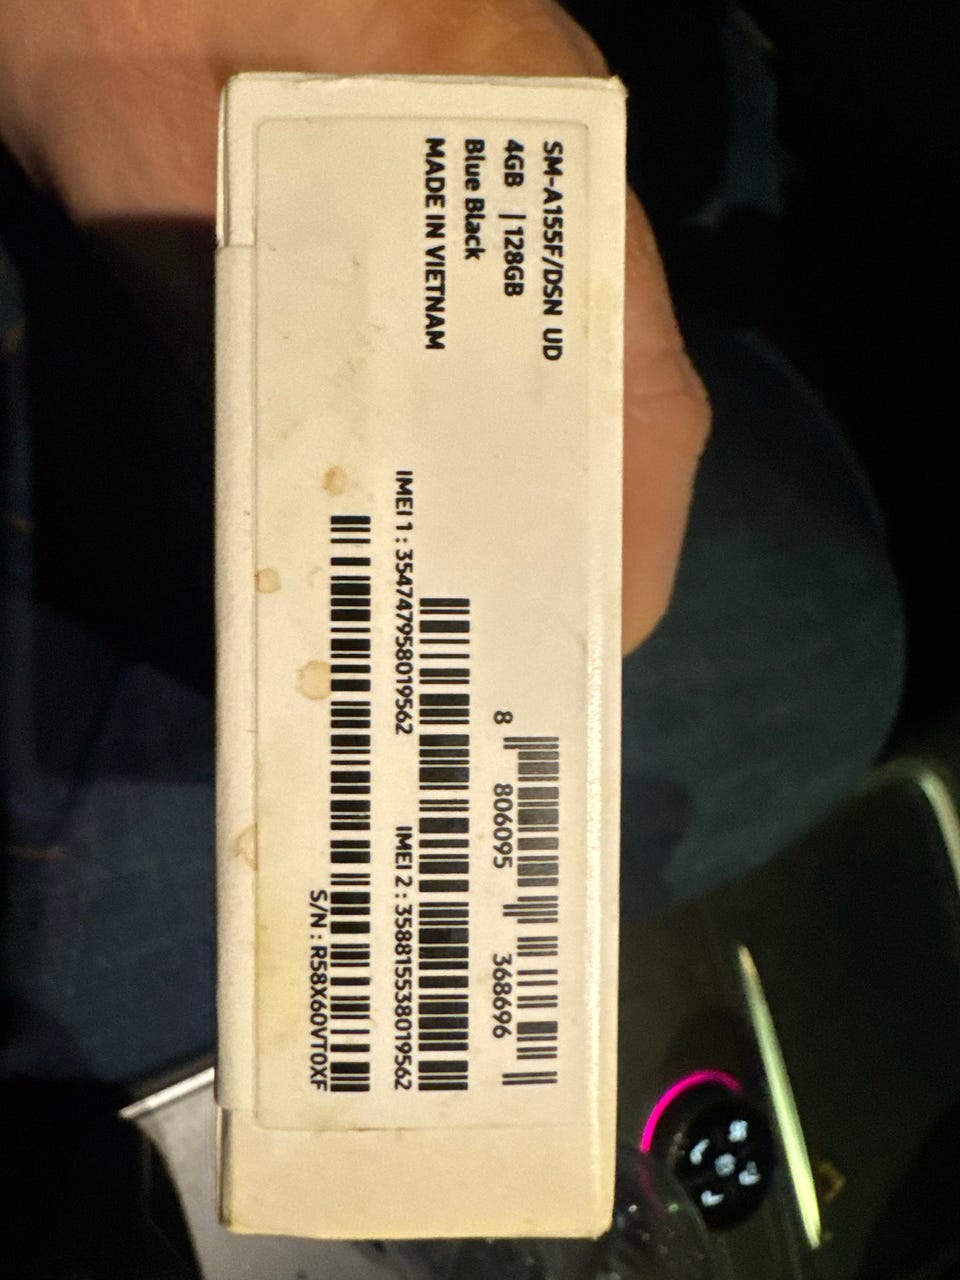 SM-A155F/DSN UD
4GB | 128GB
Blue Black
MADE IN VIETNAM
8 806095 368696
IMEI 1 : 354747958019562 IMEI 2 : 358815538019562
S/N : R58X60VT0XF